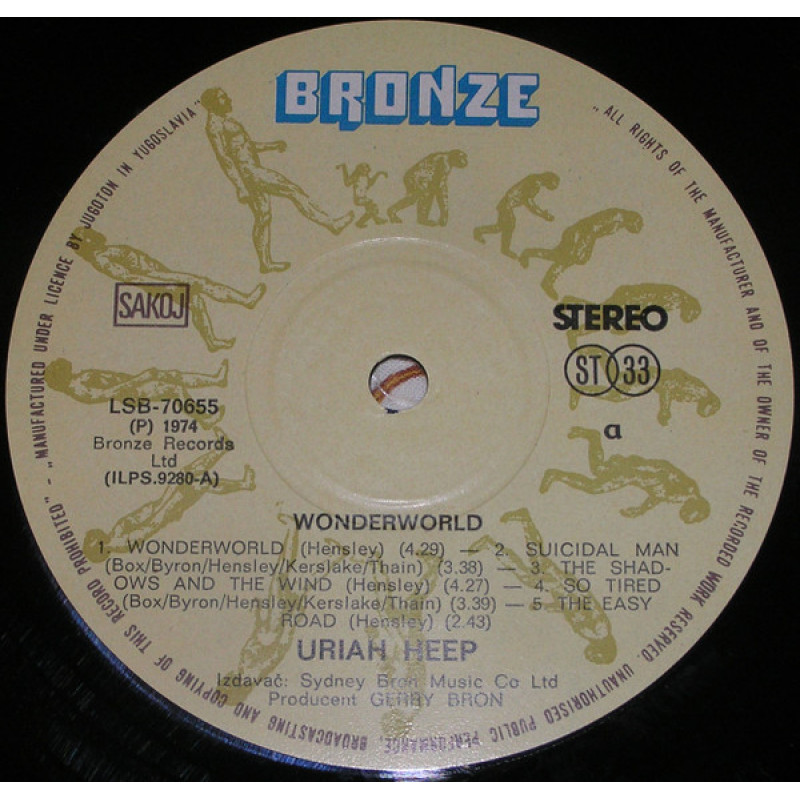 BRONZE
„MANUFACTURED UNDER LICENCE BY JUGOTON IN YUGOSLAVIA”
„ALL RIGHTS OF THE MANUFACTURER AND OF THE OWNER OF THE RECORDED WORK RESERVED. UNAUTHORISED PUBLIC PERFORMANCE, BROADCASTING AND COPYING OF THIS RECORD PROHIBITED” –
SAKOJ
STEREO
ST 33
LSB-70655
(P) 1974
Bronze Records
Ltd
(ILPS.9280-A)
a
WONDERWORLD
1. WONDERWORLD (Hensley) (4.29) — 2. SUICIDAL MAN
(Box/Byron/Hensley/Kerslake/Thain) (3.38) — 3. THE SHAD-
OWS AND THE WIND (Hensley) (4.27) — 4. SO TIRED
(Box/Byron/Hensley/Kerslake/Thain) (3.39) — 5. THE EASY
ROAD (Hensley) (2.43)
URIAH HEEP
Izdavač: Sydney Bron Music Co Ltd
Producent GERRY BRON